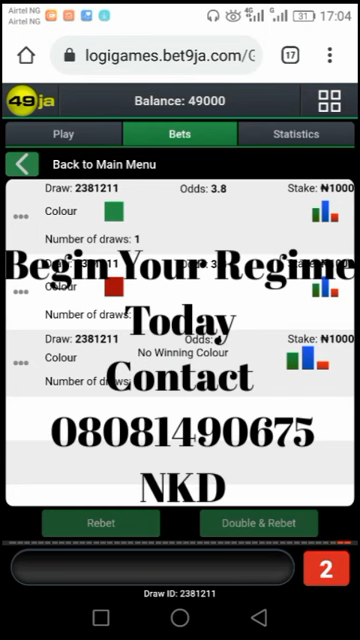 Airtel NG
Airtel NG
4G
G
31
17:04
logigames.bet9ja.com/G
17
49ja
Balance: 49000
Play
Bets
Statistics
Back to Main Menu
Draw: 2381211
Odds: 3.8
Stake: ₦1000
Colour
Number of draws: 1
Begin Your Regime
Colour
Number of draws:
Today
Draw: 2381211
Odds:
Stake: ₦1000
Colour
No Winning Colour
Contact
Number of draws:
08081490675
NKD
Rebet
Double & Rebet
2
Draw ID: 2381211